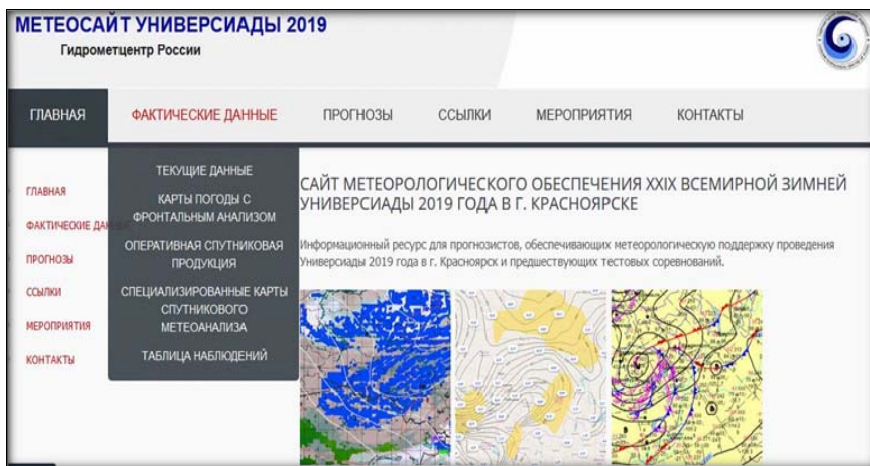 МЕТЕОСАЙТ УНИВЕРСИАДЫ 2019
Гидрометцентр России
ГЛАВНАЯ
ФАКТИЧЕСКИЕ ДАННЫЕ
ПРОГНОЗЫ
ССЫЛКИ
МЕРОПРИЯТИЯ
КОНТАКТЫ
ГЛАВНАЯ
ФАКТИЧЕСКИЕ
ПРОГНОЗЫ
ССЫЛКИ
МЕРОПРИЯТИЯ
КОНТАКТЫ
ТЕКУЩИЕ ДАННЫЕ
КАРТЫ ПОГОДЫ С
ФРОНТАЛЬНЫМ АНАЛИЗОМ
ОПЕРАТИВНАЯ СПУТНИКОВАЯ
ПРОДУКЦИЯ
СПЕЦИАЛИЗИРОВАННЫЕ КАРТЫ
СПУТНИКОВОГО
МЕТЕОАНАЛИЗА
ТАБЛИЦА НАБЛЮДЕНИЙ
САЙТ МЕТЕОРОЛОГИЧЕСКОГО ОБЕСПЕЧЕНИЯ XXIX ВСЕМИРНОЙ ЗИМНЕЙ
УНИВЕРСИАДЫ 2019 ГОДА В Г. КРАСНОЯРСКЕ
Информационный ресурс для прогнозистов, обеспечивающих метеорологическую поддержку проведения
Универсиады 2019 года в г. Красноярск и предшествующих тестовых соревнований.